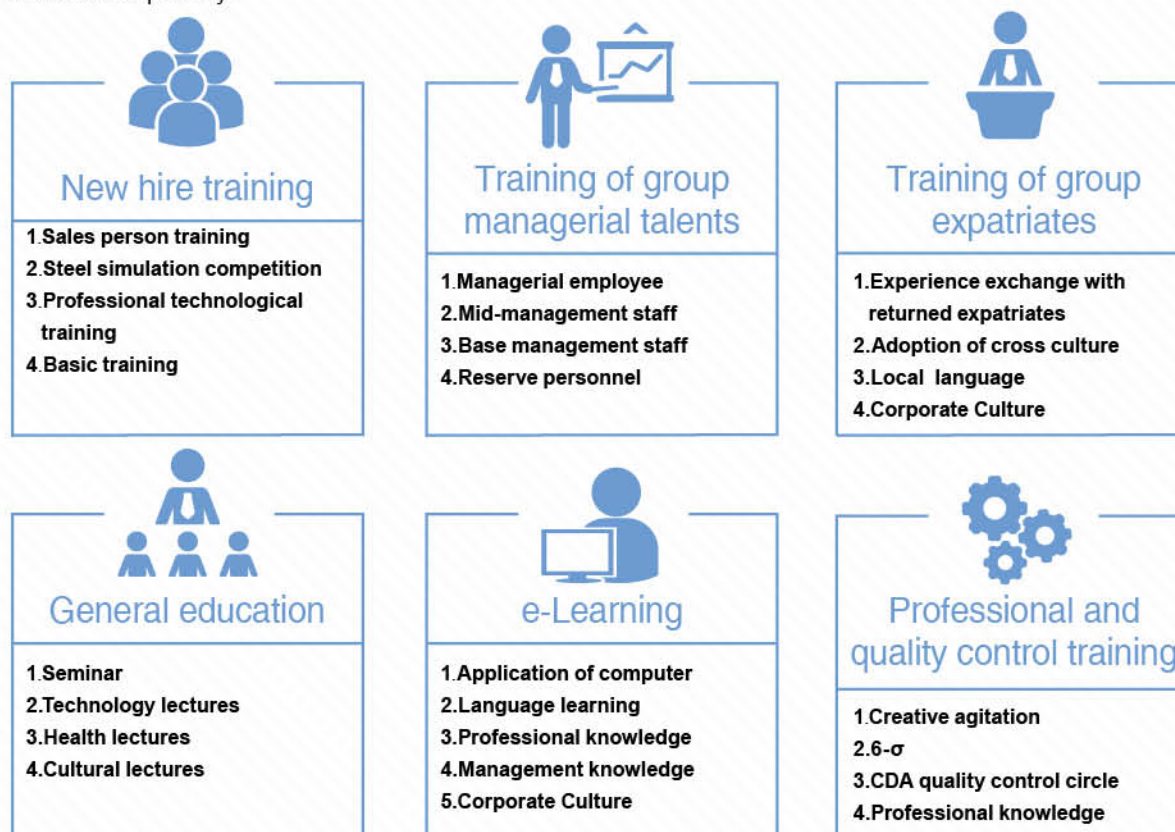 New hire training
1.Sales person training
2.Steel simulation competition
3.Professional technological
training
4.Basic training
Training of group
managerial talents
1.Managerial employee
2.Mid-management staff
3.Base management staff
4.Reserve personnel
Training of group
expatriates
1.Experience exchange with
returned expatriates
2.Adoption of cross culture
3.Local language
4.Corporate Culture
General education
1.Seminar
2.Technology lectures
3.Health lectures
4.Cultural lectures
e-Learning
1.Application of computer
2.Language learning
3.Professional knowledge
4.Management knowledge
5.Corporate Culture
Professional and
quality control training
1.Creative agitation
2.6-σ
3.CDA quality control circle
4.Professional knowledge